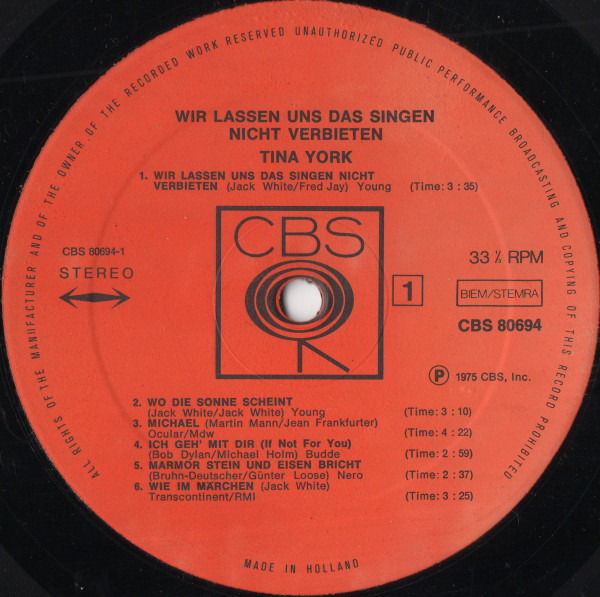 ALL RIGHTS OF THE MANUFACTURER AND OF THE OWNER OF THE RECORDED WORK RESERVED UNAUTHORIZED PUBLIC PERFORMANCE BROADCASTING AND COPYING OF THIS RECORD PROHIBITED
WIR LASSEN UNS DAS SINGEN
NICHT VERBIETEN
TINA YORK
1. WIR LASSEN UNS DAS SINGEN NICHT
VERBIETEN (Jack White/Fred Jay) Young (Time: 3 : 35)
CBS
CBS 80694-1
STEREO
33 ⅓ RPM
1
BIEM/STEMRA
CBS 80694
Ⓟ 1975 CBS, Inc.
2. WO DIE SONNE SCHEINT
(Jack White/Jack White) Young (Time: 3 : 10)
3. MICHAEL (Martin Mann/Jean Frankfurter)
Ocular/Mdw (Time: 4 : 22)
4. ICH GEH' MIT DIR (If Not For You)
(Bob Dylan/Michael Holm) Budde (Time: 2 : 59)
5. MARMOR STEIN UND EISEN BRICHT
(Bruhn-Deutscher/Günter Loose) Nero (Time: 2 : 37)
6. WIE IM MÄRCHEN (Jack White)
Transcontinent/RMI (Time: 3 : 25)
MADE IN HOLLAND